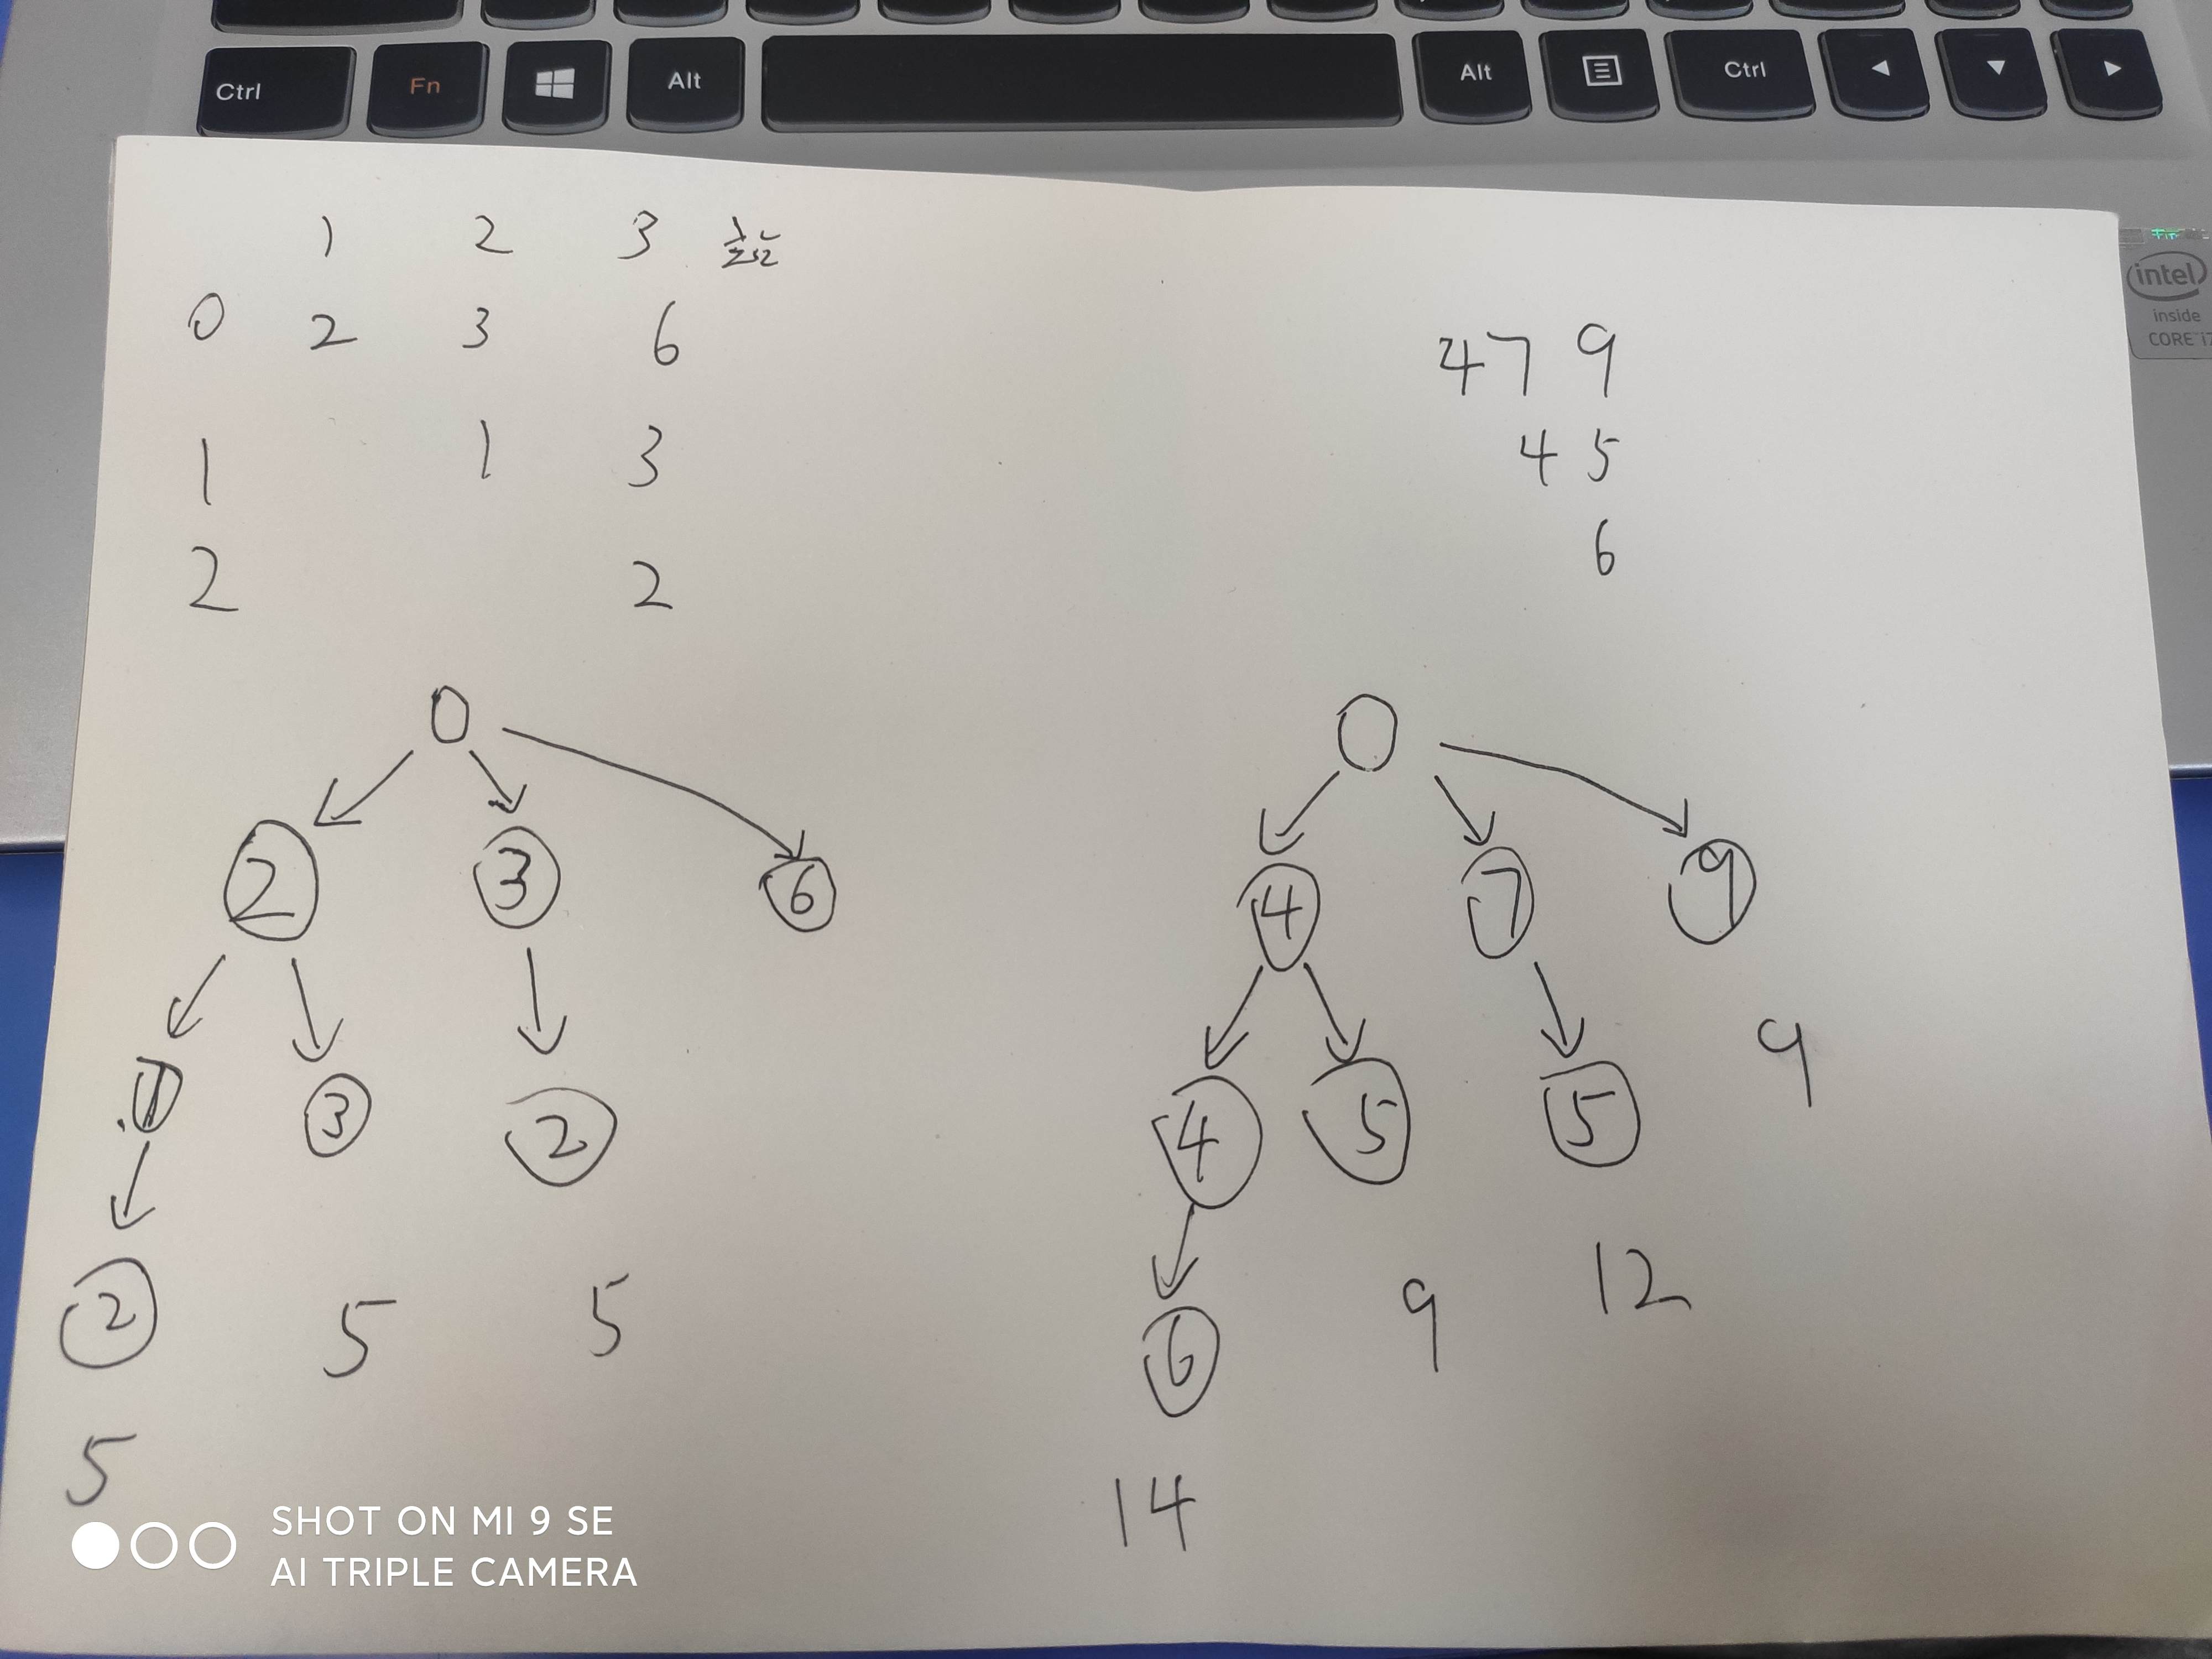 Ctrl Fn Alt Alt Ctrl
intel
inside
CORE i7
1 2 3 站
0 2 3 6
1 1 3
2 2
4 7 9
4 5
6
0
2 3 6
1 3 2
2
5 5
5
0
4 7 9
4 5 5
9
6
9 12
14
SHOT ON MI 9 SE
AI TRIPLE CAMERA